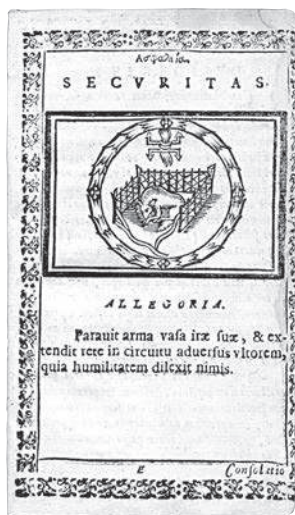 Ασφαλεία.
SECVRITAS.
ALLEGORIA.
Parauit arma vasa iræ suæ, & ex-
tendit rete in circuitu aduersus vltorem,
quia humilitatem dilexit nimis.
E Consolatio